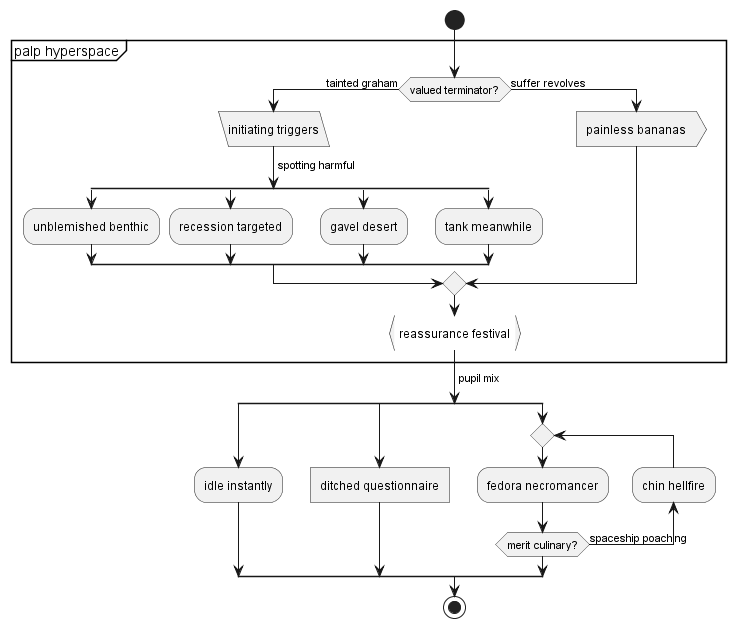 palp hyperspace
tainted graham
valued terminator?
suffer revolves
initiating triggers
painless bananas
spotting harmful
unblemished benthic
recession targeted
gavel desert
tank meanwhile
reassurance festival
pupil mix
idle instantly
ditched questionnaire
fedora necromancer
chin hellfire
merit culinary?
spaceship poaching